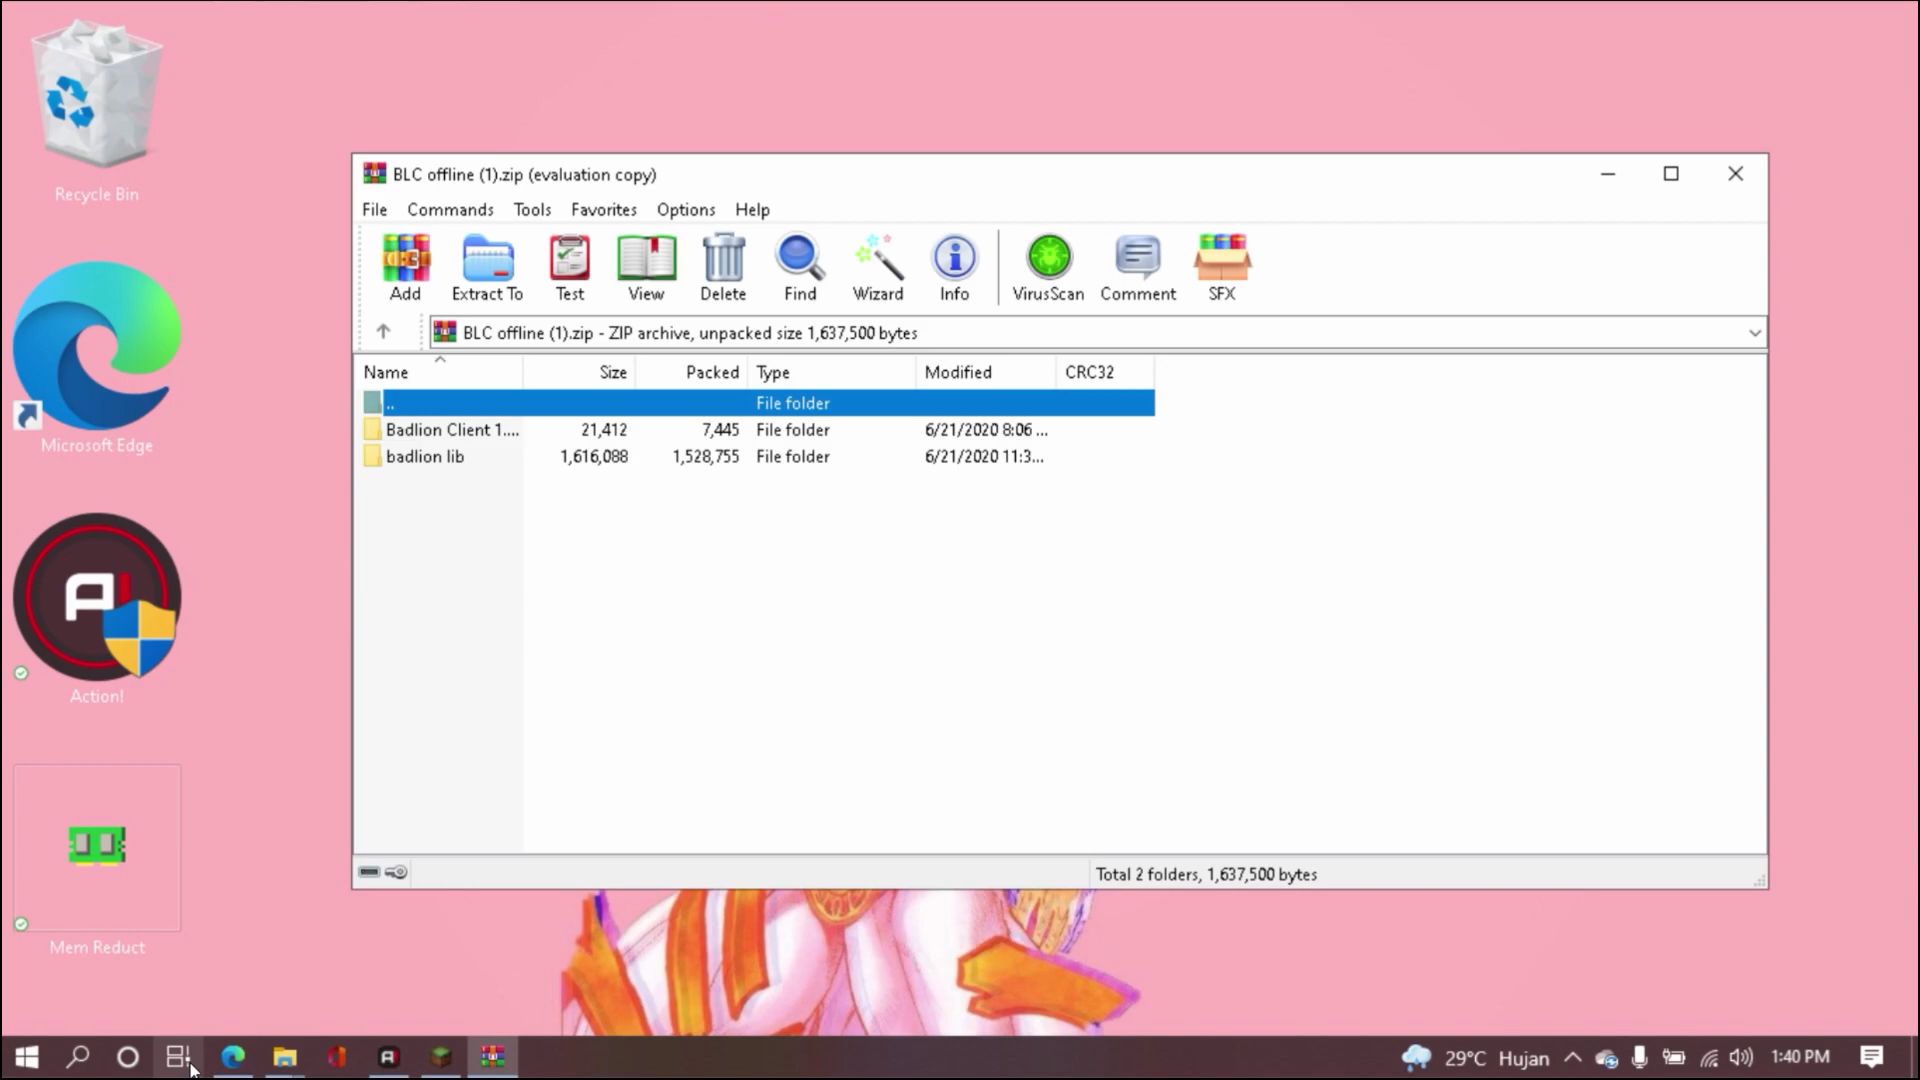 Recycle Bin
Microsoft Edge
Action!
Mem Reduct
BLC offline (1).zip (evaluation copy)
File Commands Tools Favorites Options Help
Add Extract To Test View Delete Find Wizard Info VirusScan Comment SFX
BLC offline (1).zip - ZIP archive, unpacked size 1,637,500 bytes
Name Size Packed Type Modified CRC32
.. File folder
Badlion Client 1.... 21,412 7,445 File folder 6/21/2020 8:06 ...
badlion lib 1,616,088 1,528,755 File folder 6/21/2020 11:3...
Total 2 folders, 1,637,500 bytes
29°C Hujan 1:40 PM